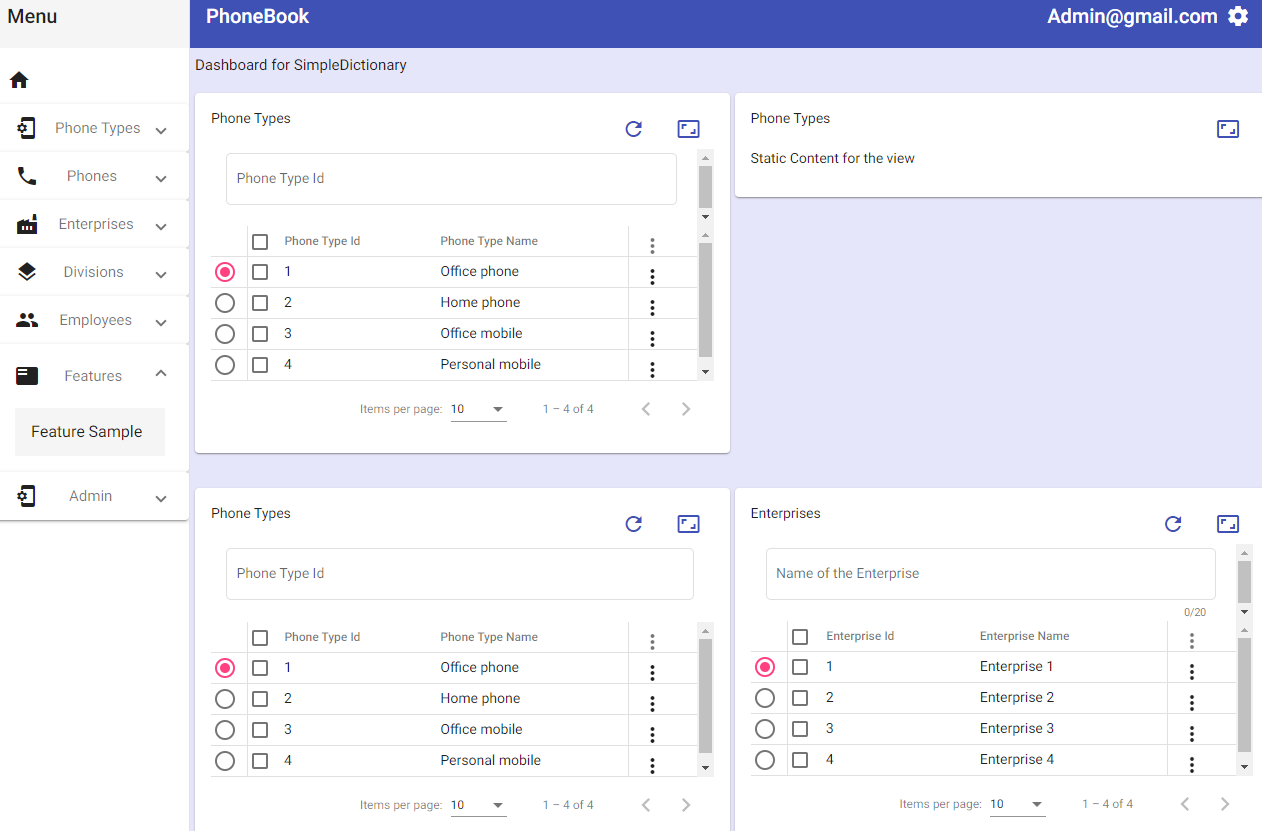 Menu
PhoneBook
Admin@gmail.com
Dashboard for SimpleDictionary
Phone Types
Phones
Enterprises
Divisions
Employees
Features
Feature Sample
Admin
Phone Types
Phone Type Id
Phone Type Id Phone Type Name
1 Office phone
2 Home phone
3 Office mobile
4 Personal mobile
Items per page: 10 1 – 4 of 4
Phone Types
Static Content for the view
Phone Types
Phone Type Id
Phone Type Id Phone Type Name
1 Office phone
2 Home phone
3 Office mobile
4 Personal mobile
Items per page: 10 1 – 4 of 4
Enterprises
Name of the Enterprise
0/20
Enterprise Id Enterprise Name
1 Enterprise 1
2 Enterprise 2
3 Enterprise 3
4 Enterprise 4
Items per page: 10 1 – 4 of 4